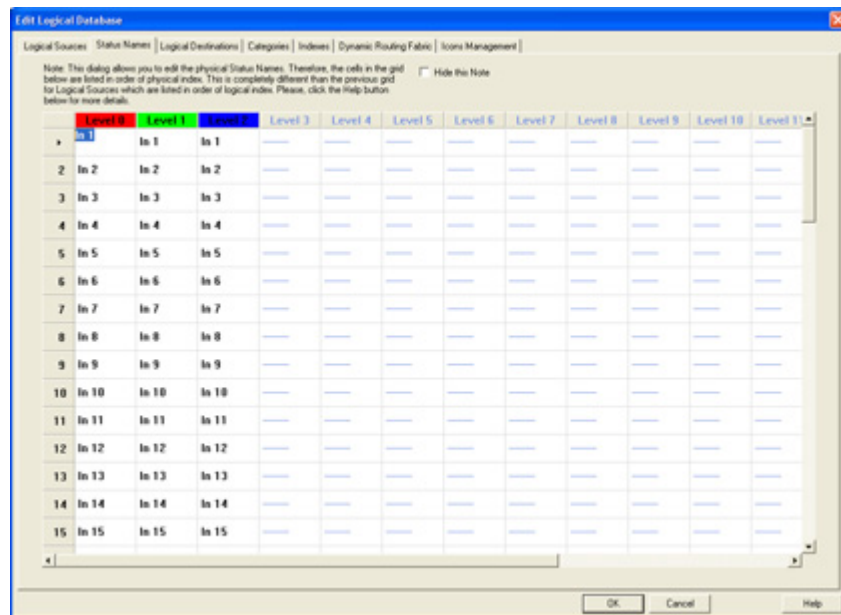 Edit Logical Database
Logical Sources Status Names Logical Destinations Categories Indexes Dynamic Routing Fabric Icons Management
Note: This dialog allows you to edit the physical Status Names. Therefore, the cells in the grid
below are listed in order of physical index. This is completely different than the previous grid
for Logical Sources which are listed in order of logical index. Please, click the Help button
below for more details.
Hide this Note
Level 0 Level 1 Level 2 Level 3 Level 4 Level 5 Level 6 Level 7 Level 8 Level 9 Level 10 Level 11
In 1 In 1 In 1
2 In 2 In 2 In 2
3 In 3 In 3 In 3
4 In 4 In 4 In 4
5 In 5 In 5 In 5
6 In 6 In 6 In 6
7 In 7 In 7 In 7
8 In 8 In 8 In 8
9 In 9 In 9 In 9
10 In 10 In 10 In 10
11 In 11 In 11 In 11
12 In 12 In 12 In 12
13 In 13 In 13 In 13
14 In 14 In 14 In 14
15 In 15 In 15 In 15
OK Cancel Help